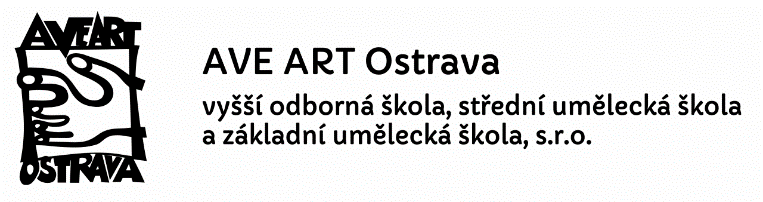 AVE ART
OSTRAVA
AVE ART Ostrava
vyšší odborná škola, střední umělecká škola
a základní umělecká škola, s.r.o.